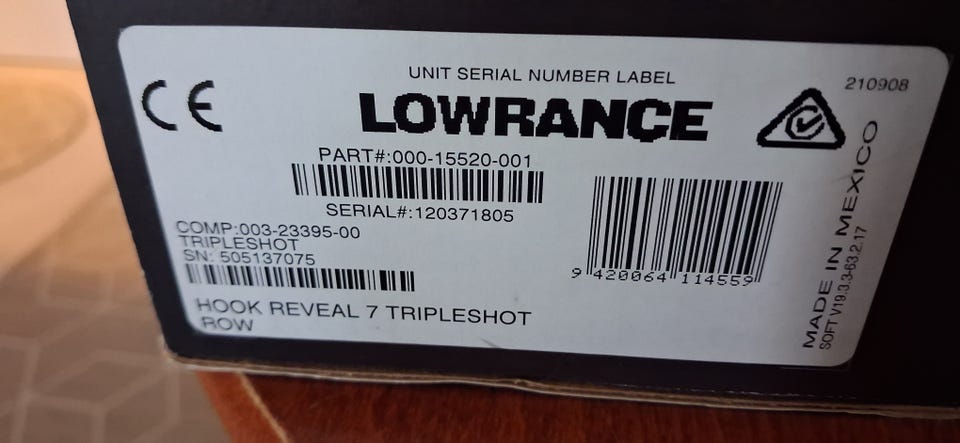 UNIT SERIAL NUMBER LABEL
210908
CE
LOWRANCE
PART#:000-15520-001
SERIAL#:120371805
COMP:003-23395-00
TRIPLESHOT
SN: 505137075
9 420064 114559
HOOK REVEAL 7 TRIPLESHOT
ROW
MADE IN MEXICO
SOFT V19.3.3-63.2.17